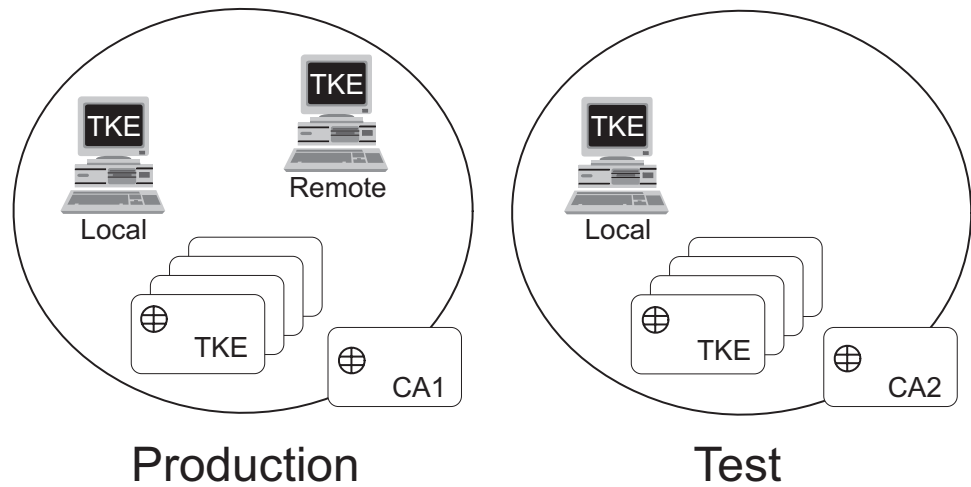 TKE
TKE
Remote
Local
TKE
CA1
Production
TKE
Local
TKE
CA2
Test